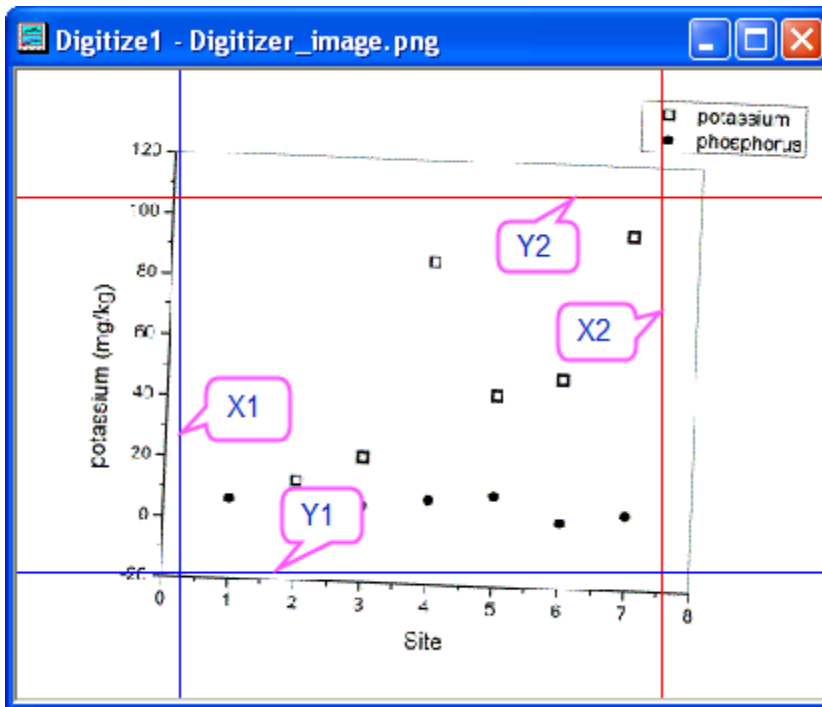 Digitize1 - Digitizer_image.png
potassium
phosphorus
120
100
80
60
40
20
0
-20
potassium (mg/kg)
Y2
X2
X1
Y1
0 1 2 3 4 5 6 7 8
Site